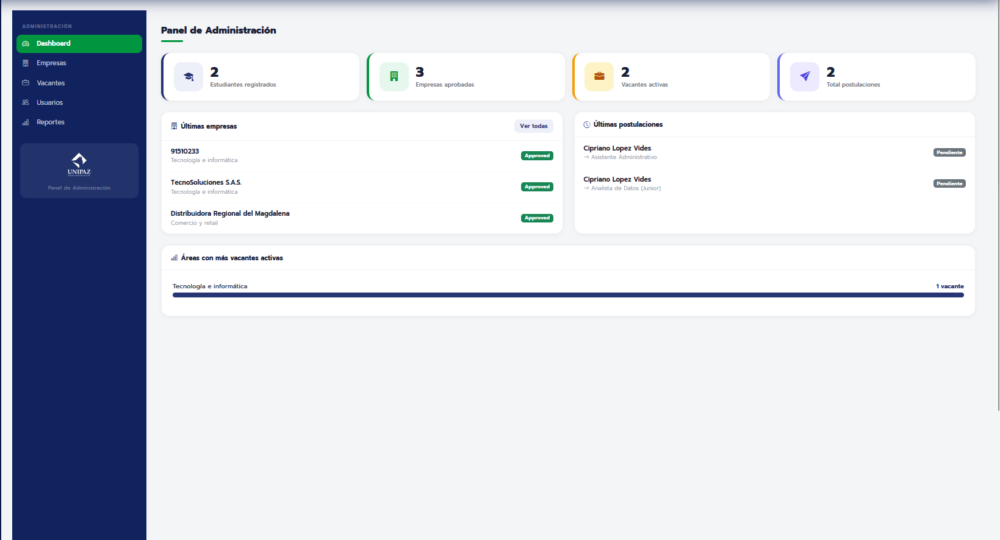 ADMINISTRACIÓN
Dashboard
Empresas
Vacantes
Usuarios
Reportes
UNIPAZ
Panel de Administración
Panel de Administración
2
Estudiantes registrados
3
Empresas aprobadas
2
Vacantes activas
2
Total postulaciones
Últimas empresas
Ver todas
91510233
Tecnología e informática
Approved
TecnoSoluciones S.A.S.
Tecnología e informática
Approved
Distribuidora Regional del Magdalena
Comercio y retail
Approved
Últimas postulaciones
Cipriano Lopez Vides
→ Asistente Administrativo
Pendiente
Cipriano Lopez Vides
→ Analista de Datos (Junior)
Pendiente
Áreas con más vacantes activas
Tecnología e informática
1 vacante